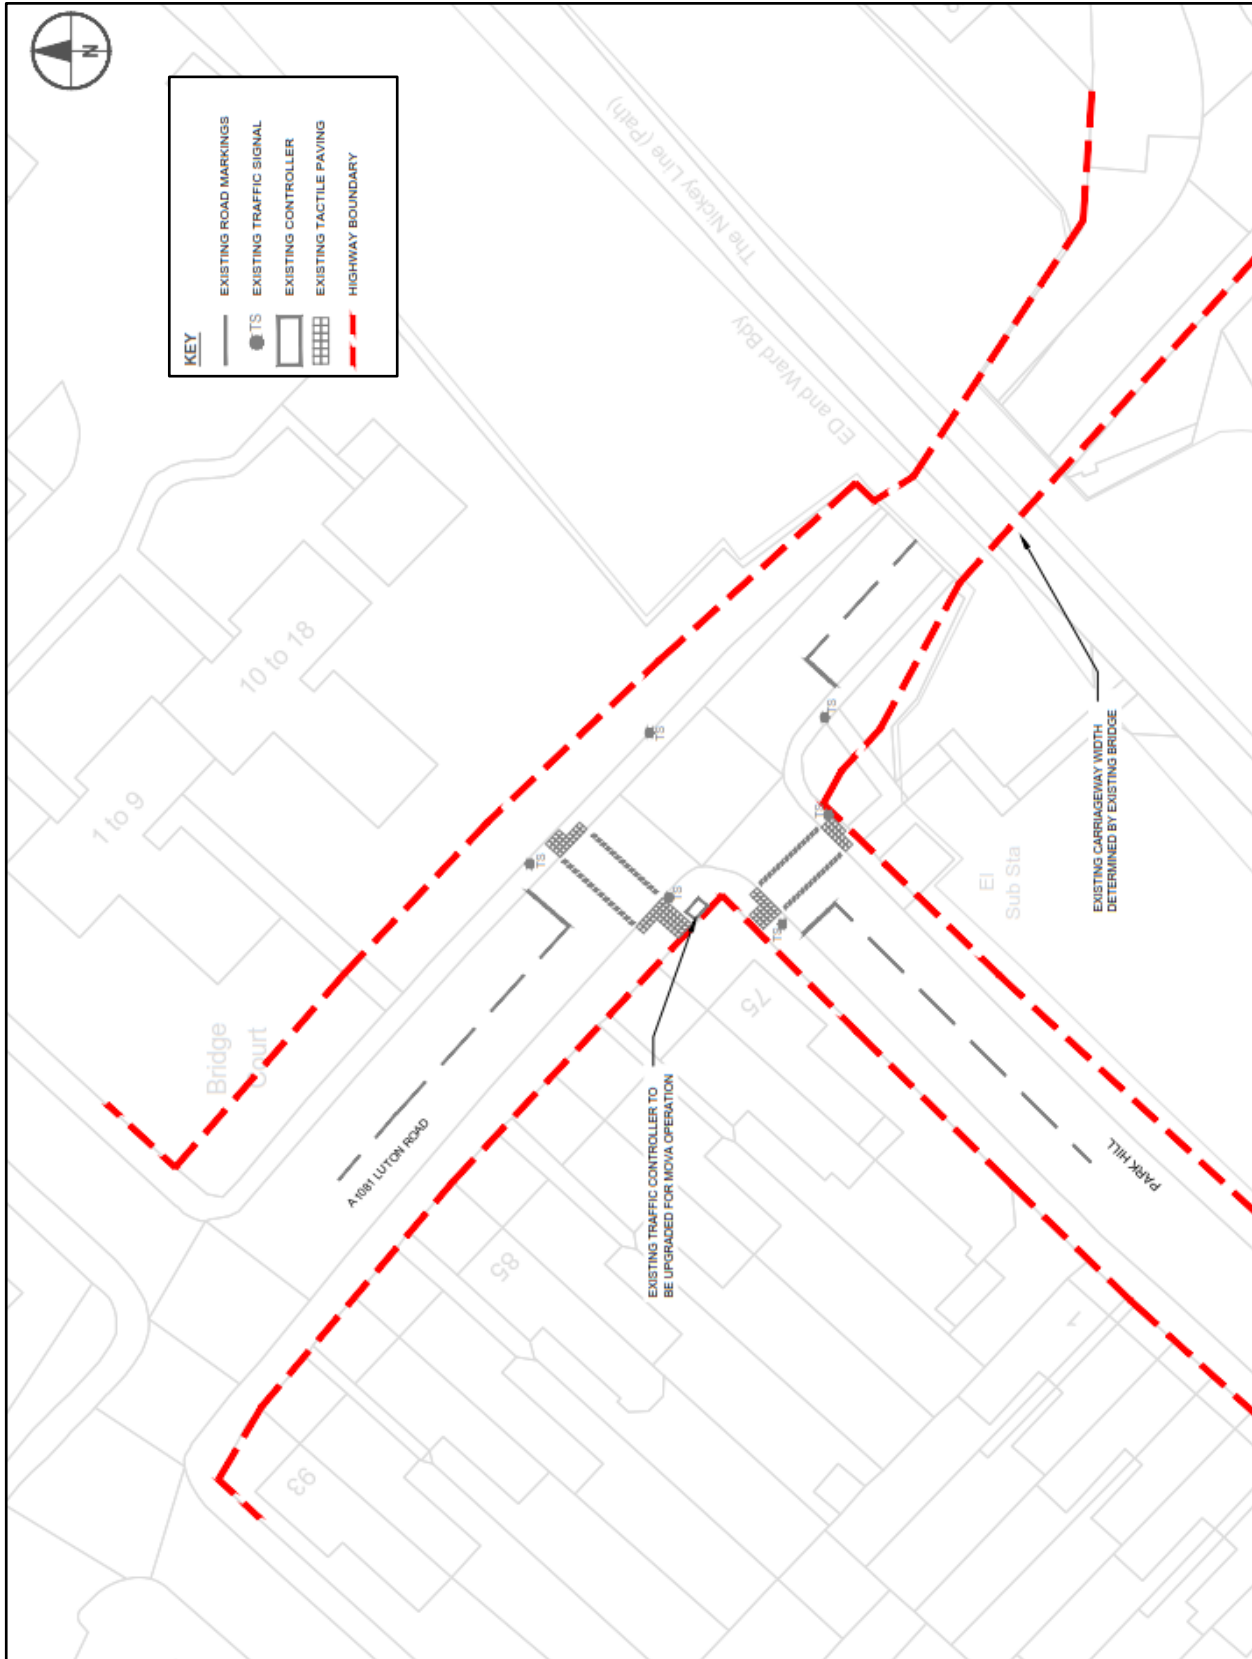 N
KEY
EXISTING ROAD MARKINGS
TS
EXISTING TRAFFIC SIGNAL
EXISTING CONTROLLER
EXISTING TACTILE PAVING
HIGHWAY BOUNDARY
The Nickey Line (Path)
ED and Ward Bdy
10 to 18
1 to 9
TS
TS
TS
TS
TS
TS
Bridge
Court
A1081 LUTON ROAD
El
Sub Sta
75
85
93
1
PARK HILL
EXISTING TRAFFIC CONTROLLER TO
BE UPGRADED FOR MOVA OPERATION
EXISTING CARRIAGEWAY WIDTH
DETERMINED BY EXISTING BRIDGE